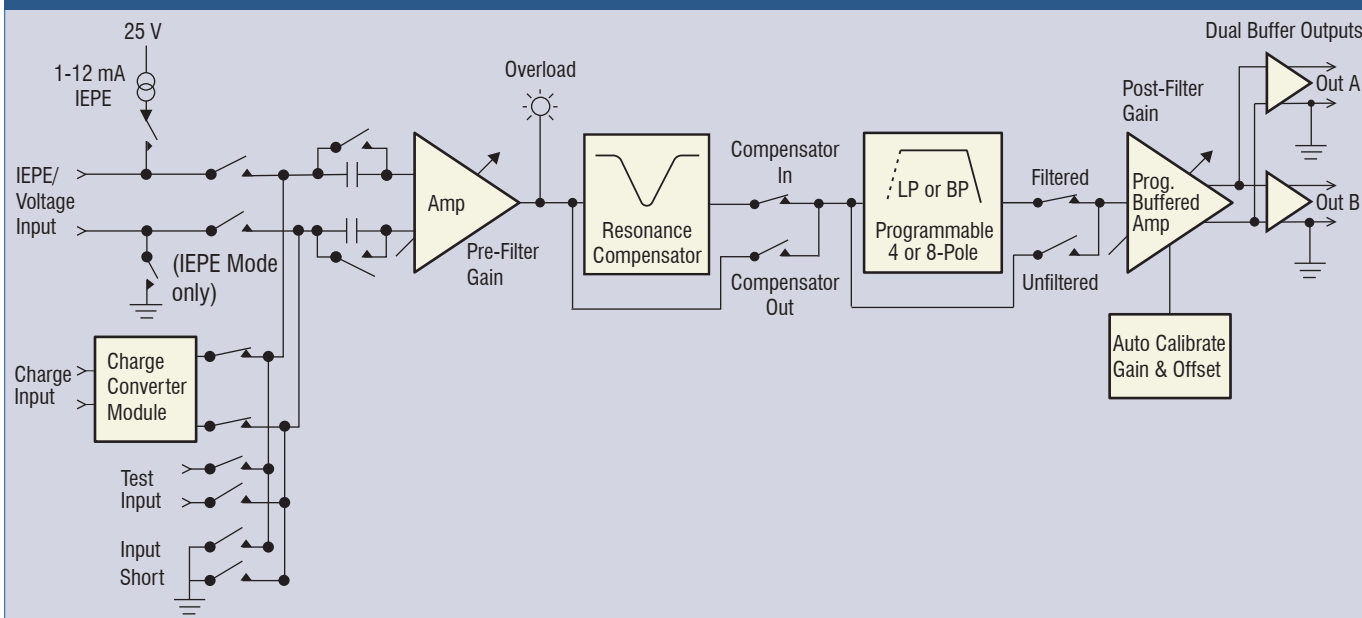 25 V
1-12 mA
IEPE
IEPE/
Voltage
Input
(IEPE Mode
only)
Charge
Input
Charge
Converter
Module
Test
Input
Input
Short
Amp
Pre-Filter
Gain
Overload
Resonance
Compensator
Compensator
In
Compensator
Out
LP or BP
Programmable
4 or 8-Pole
Filtered
Unfiltered
Post-Filter
Gain
Prog.
Buffered
Amp
Auto Calibrate
Gain & Offset
Dual Buffer Outputs
Out A
Out B